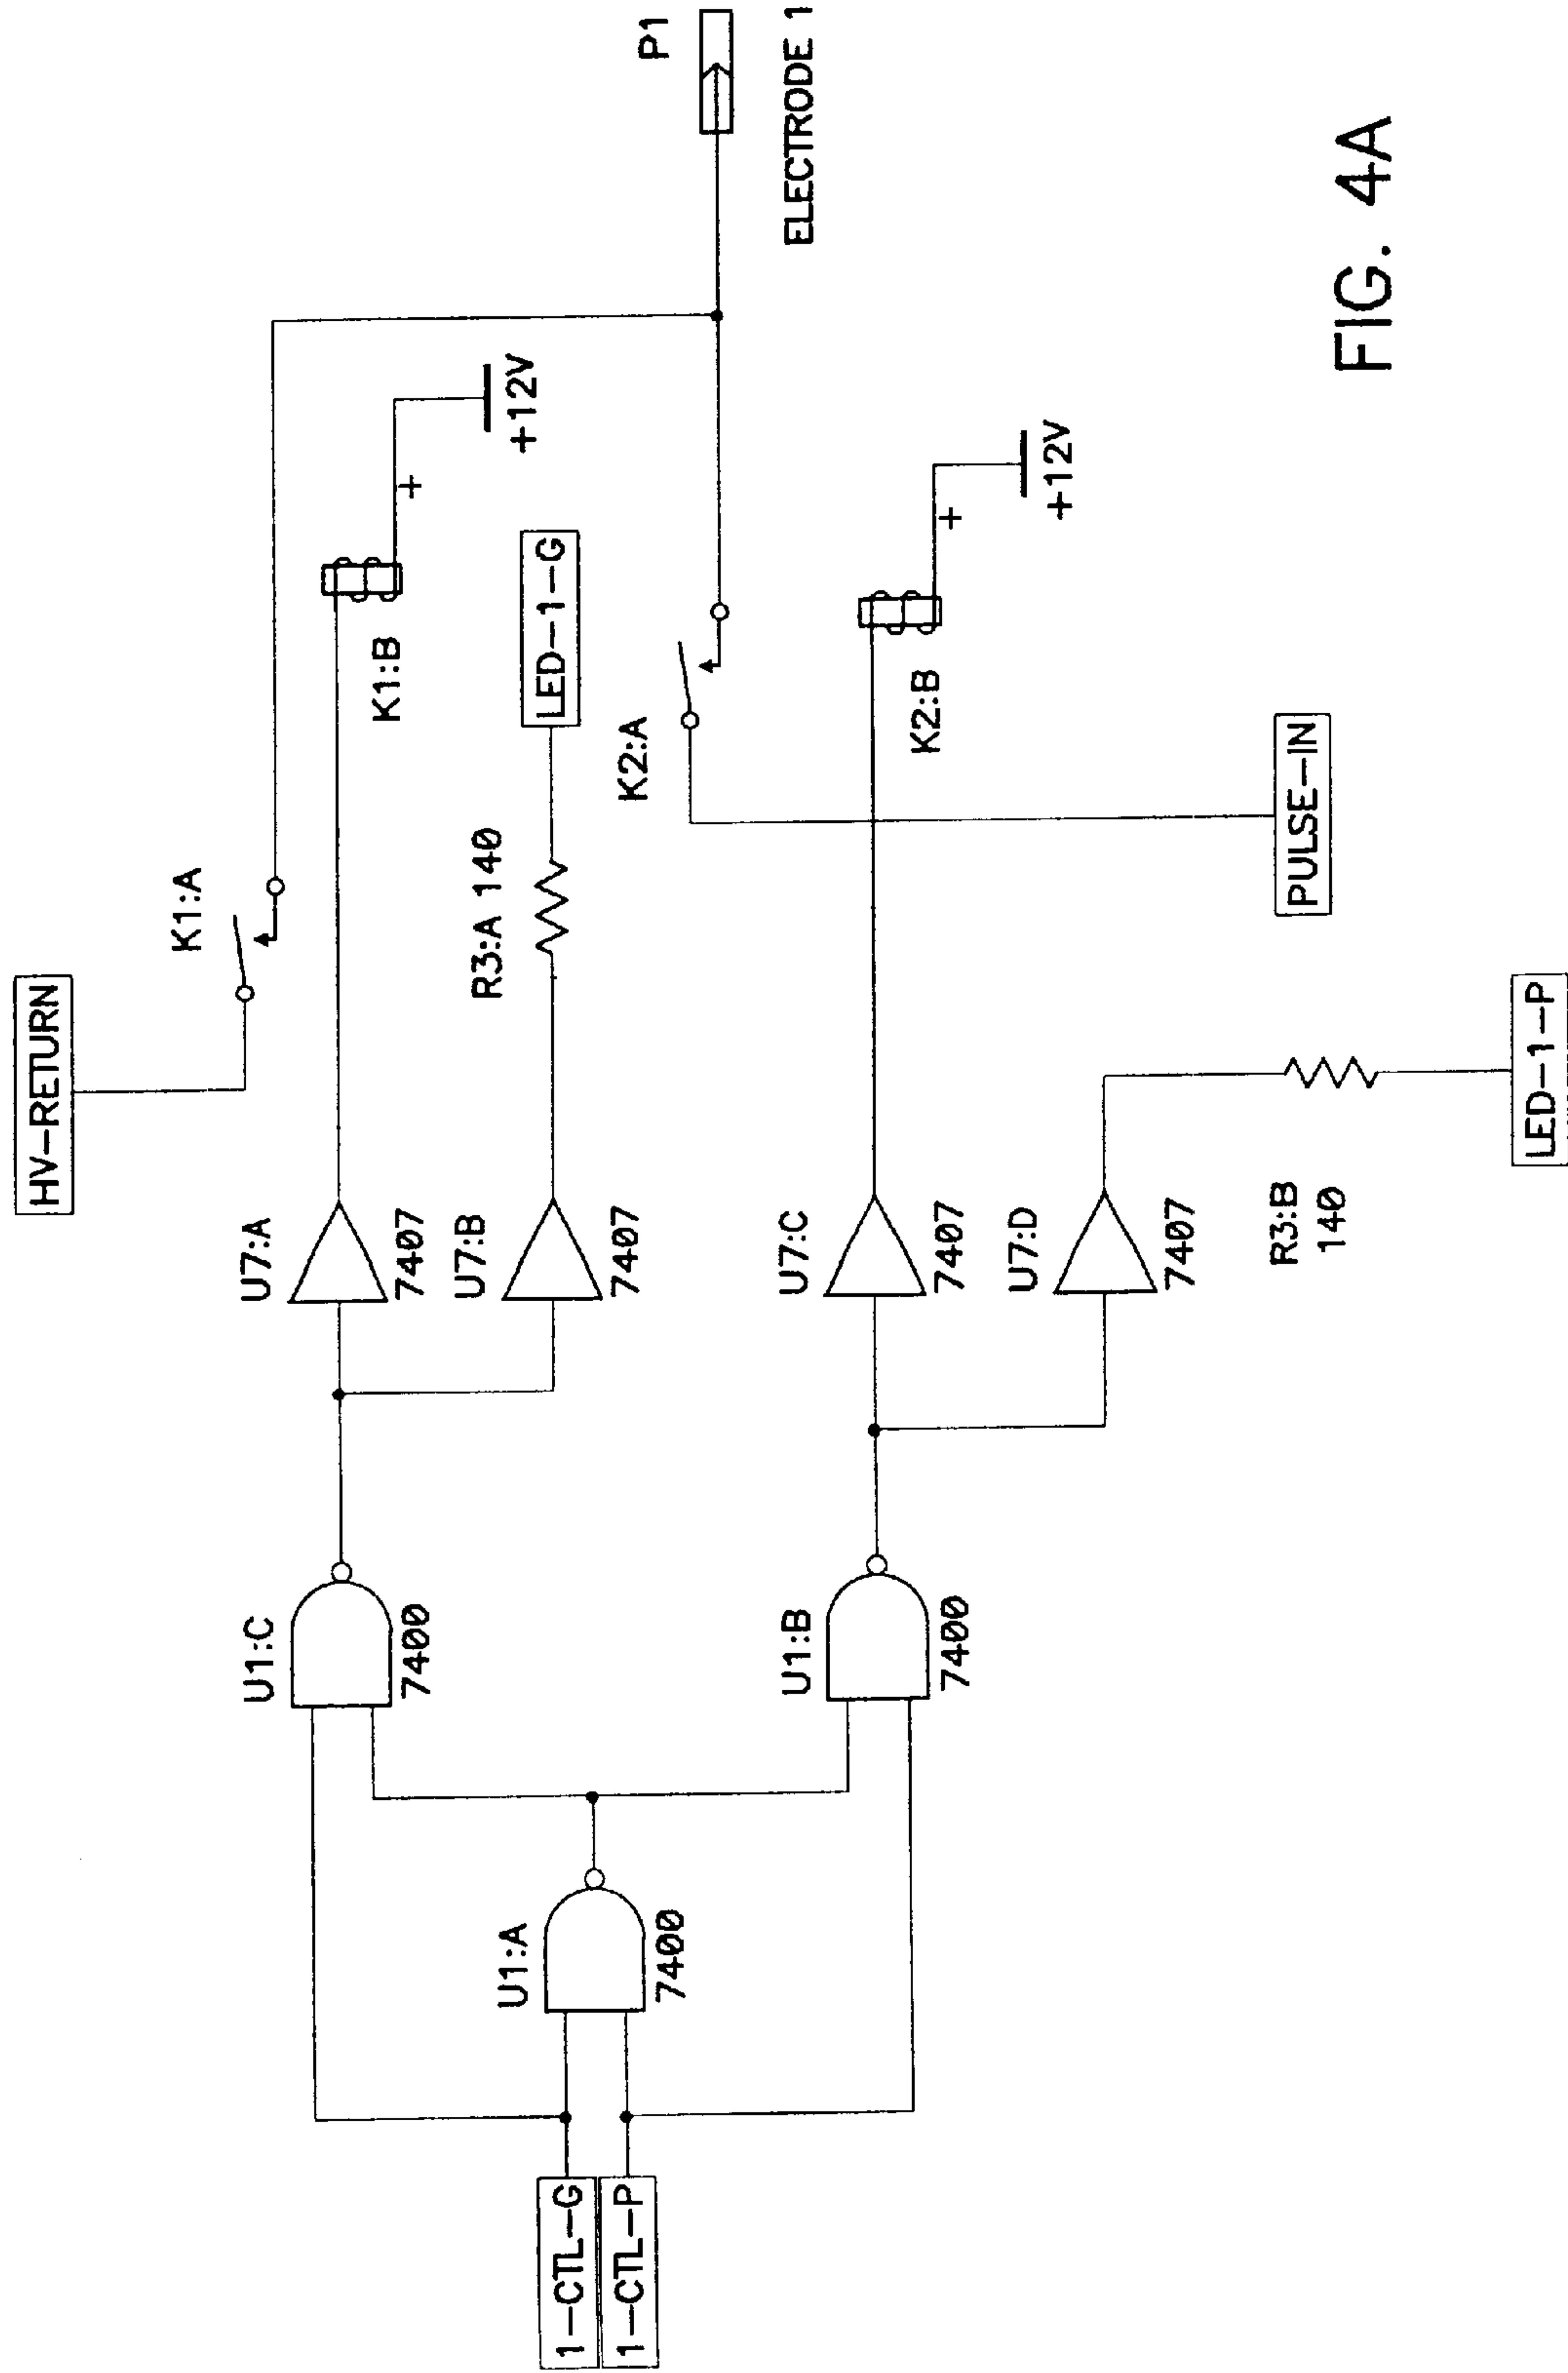 HV-RETURN
K1:A
P1
ELECTRODE 1
U7:A
7407
K1:B
+
+12V
U1:C
7400
U7:B
7407
R3:A 140
LED-1-G
U1:A
7400
1-CTL-G
1-CTL-P
K2:A
U1:B
7400
U7:C
7407
K2:B
+
+12V
U7:D
7407
R3:B
140
PULSE-IN
LED-1-P
FIG. 4A